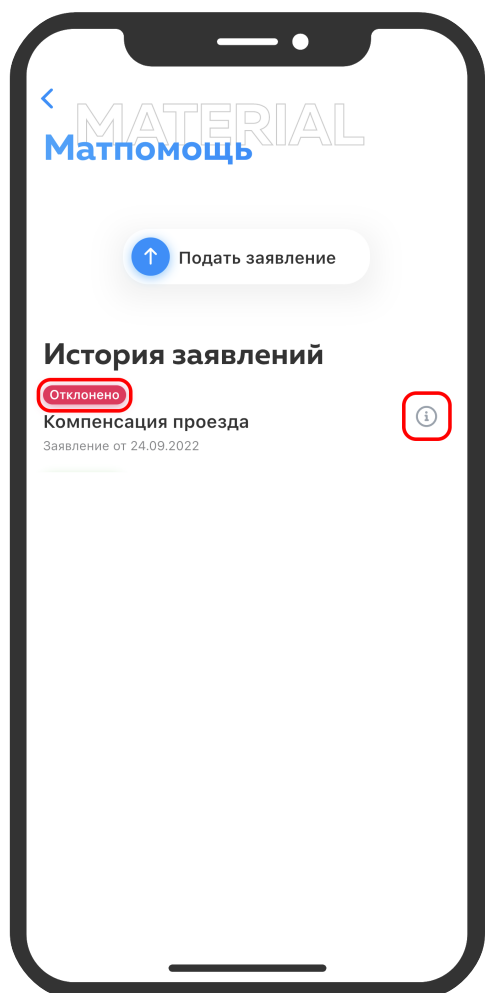 MATERIAL
Матпомощь
Подать заявление
История заявлений
Отклонено
Компенсация проезда
Заявление от 24.09.2022